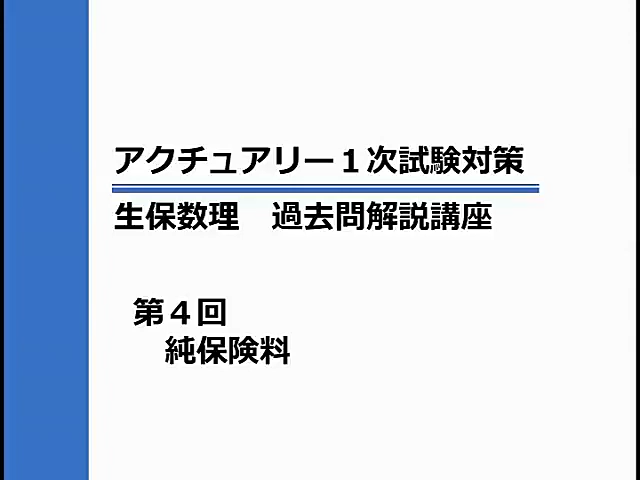 アクチュアリー１次試験対策
生保数理　過去問解説講座
第４回
純保険料